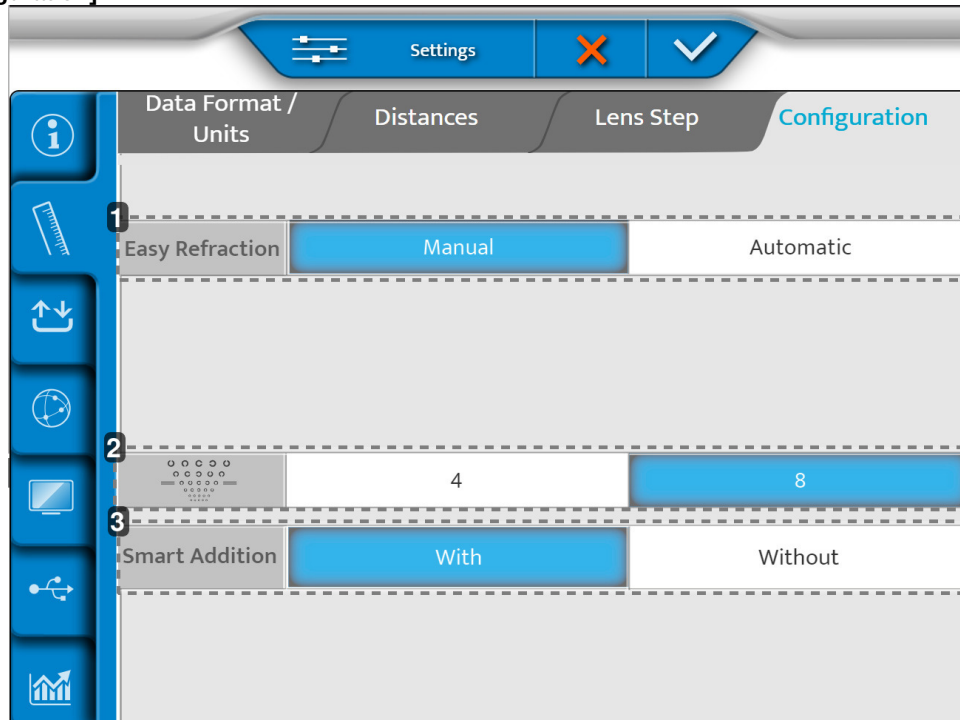 Settings
Data Format /
Units
Distances
Lens Step
Configuration
1
Easy Refraction
Manual
Automatic
2
4
8
3
Smart Addition
With
Without